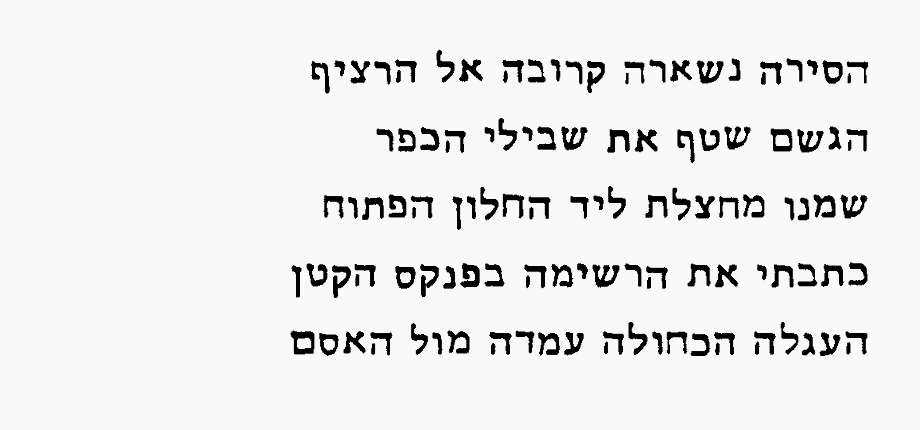 הסירה נשארה קרובה אל הרציף
הגשם שטף את שבילי הכפר
שמנו מחצלת ליד החלון הפתוח
כתבתי את הרשימה בפנקס הקטן
העגלה הכחולה עמדה מול האסם